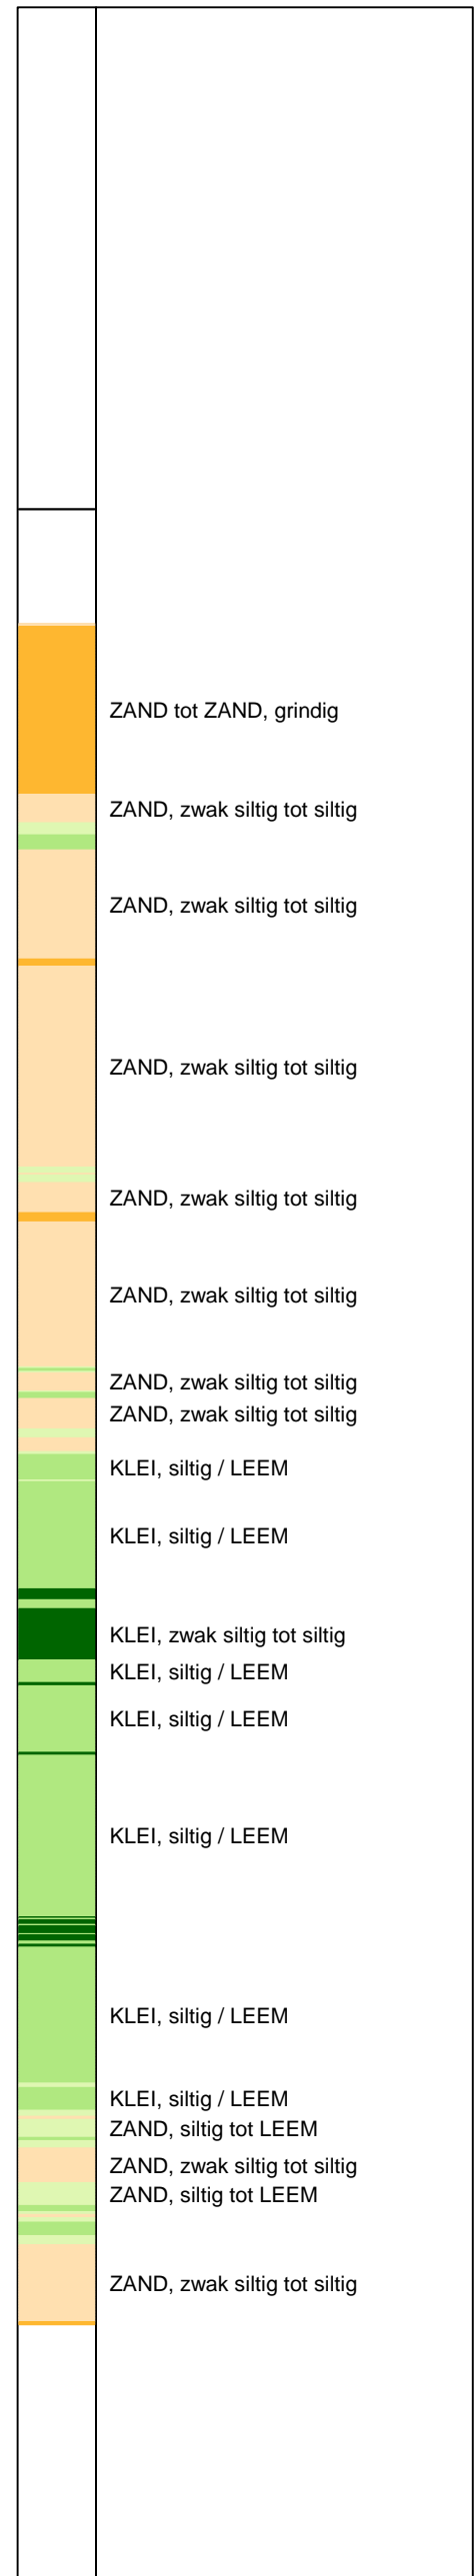 ZAND tot ZAND, grindig
ZAND, zwak siltig tot siltig
ZAND, zwak siltig tot siltig
ZAND, zwak siltig tot siltig
ZAND, zwak siltig tot siltig
ZAND, zwak siltig tot siltig
ZAND, zwak siltig tot siltig
ZAND, zwak siltig tot siltig
KLEI, siltig / LEEM
KLEI, siltig / LEEM
KLEI, zwak siltig tot siltig
KLEI, siltig / LEEM
KLEI, siltig / LEEM
KLEI, siltig / LEEM
KLEI, siltig / LEEM
KLEI, siltig / LEEM
ZAND, siltig tot LEEM
ZAND, zwak siltig tot siltig
ZAND, siltig tot LEEM
ZAND, zwak siltig tot siltig